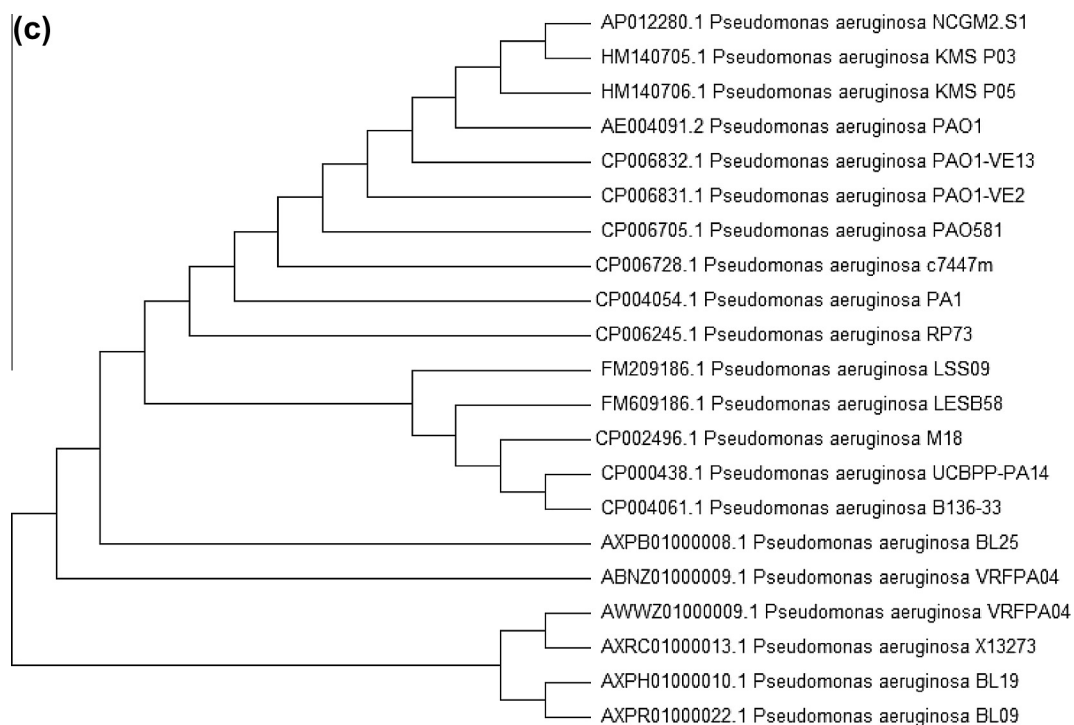 (c)
AP012280.1 Pseudomonas aeruginosa NCGM2.S1
HM140705.1 Pseudomonas aeruginosa KMS P03
HM140706.1 Pseudomonas aeruginosa KMS P05
AE004091.2 Pseudomonas aeruginosa PAO1
CP006832.1 Pseudomonas aeruginosa PAO1-VE13
CP006831.1 Pseudomonas aeruginosa PAO1-VE2
CP006705.1 Pseudomonas aeruginosa PAO581
CP006728.1 Pseudomonas aeruginosa c7447m
CP004054.1 Pseudomonas aeruginosa PA1
CP006245.1 Pseudomonas aeruginosa RP73
FM209186.1 Pseudomonas aeruginosa LSS09
FM609186.1 Pseudomonas aeruginosa LESB58
CP002496.1 Pseudomonas aeruginosa M18
CP000438.1 Pseudomonas aeruginosa UCBPP-PA14
CP004061.1 Pseudomonas aeruginosa B136-33
AXPB01000008.1 Pseudomonas aeruginosa BL25
ABNZ01000009.1 Pseudomonas aeruginosa VRFPA04
AWWZ01000009.1 Pseudomonas aeruginosa VRFPA04
AXRC01000013.1 Pseudomonas aeruginosa X13273
AXPH01000010.1 Pseudomonas aeruginosa BL19
AXPR01000022.1 Pseudomonas aeruginosa BL09